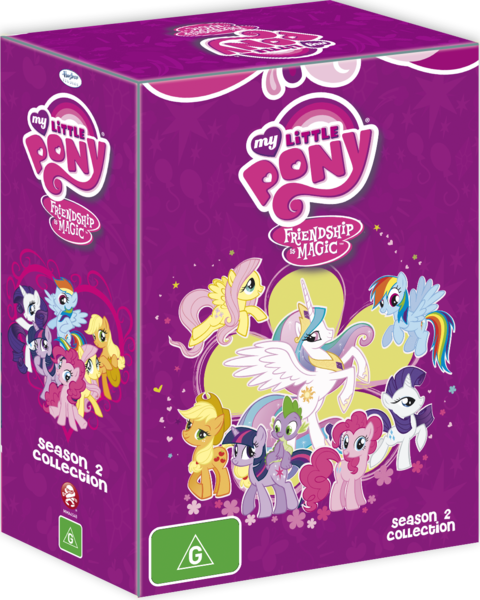 my LITTLE
PONY
FRIENDSHIP
IS MAGIC
SEASON 2
COLLECTION
G
my LITTLE
PONY
FRIENDSHIP
IS MAGIC
SEASON 2
COLLECTION
G